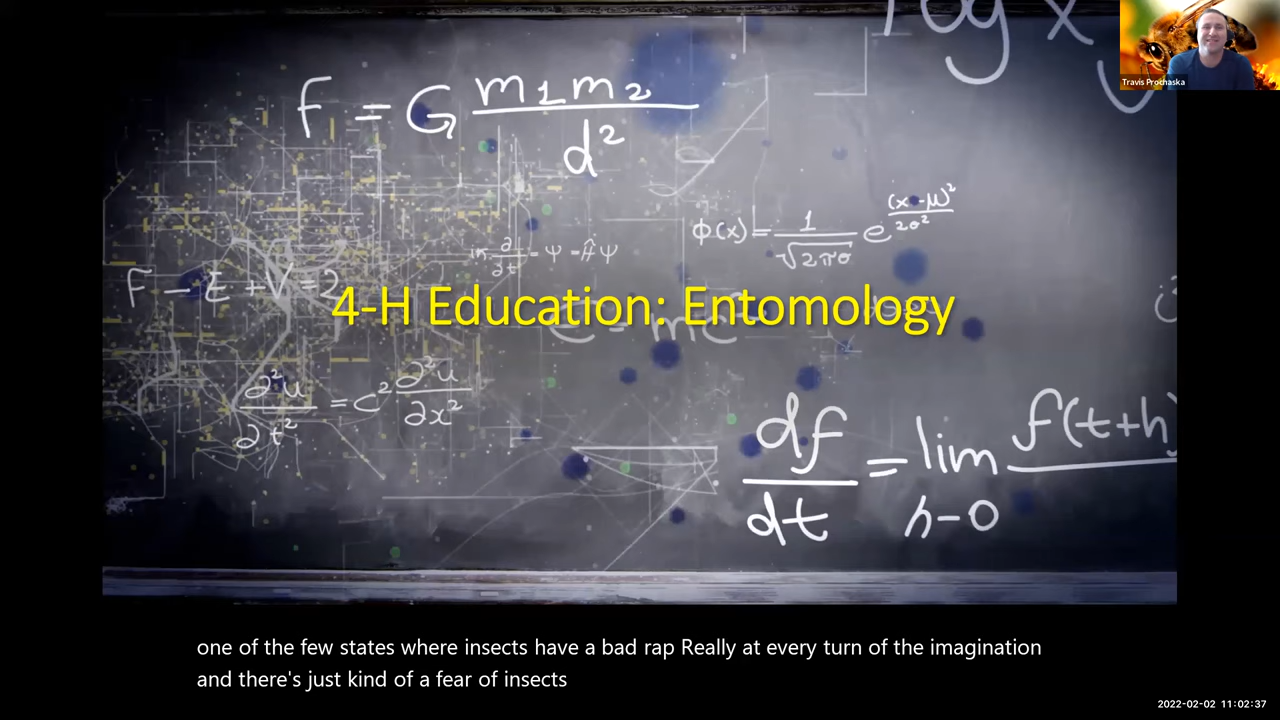 log x
Travis Prochaska
F = G m1m2 / d²
ϕ(x) = 1 / √2πσ e (x-μ)² / 2σ²
∂ / ∂t = Ψ = ĤΨ
F - E + V = 2
4-H Education: Entomology
∂²u / ∂t² = c² ∂²u / ∂x²
df / dt = lim h-0 f(t+h)
one of the few states where insects have a bad rap Really at every turn of the imagination
and there's just kind of a fear of insects
2022-02-02 11:02:37